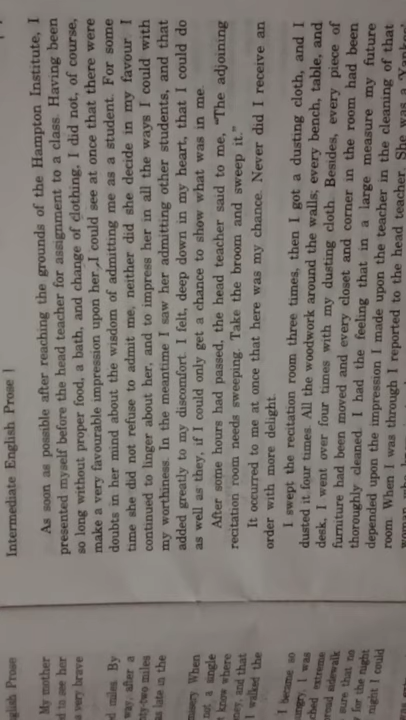 glish Prose
My mother
d to see her
s very brave
d miles. By
way, after a
ty-two miles
s late in the
misery. When
not a single
know where
ey, and that
I walked the
I became so
ngry, I was
ded extreme
oad sidewalk
sure that no
for the night
night I could
Intermediate English Prose
As soon as possible after reaching the grounds of the Hampton Institute, I
presented myself before the head teacher for assignment to a class. Having been
so long without proper food, a bath, and change of clothing, I did not, of course,
make a very favourable impression upon her, I could see at once that there were
doubts in her mind about the wisdom of admitting me as a student. For some
time she did not refuse to admit me, neither did she decide in my favour I
continued to linger about her, and to impress her in all the ways I could with
my worthiness. In the meantime I saw her admitting other students, and that
added greatly to my discomfort. I felt, deep down in my heart, that I could do
as well as they, if I could only get a chance to show what was in me.
After some hours had passed, the head teacher said to me, "The adjoining
recitation room needs sweeping. Take the broom and sweep it."
It occurred to me at once that here was my chance. Never did I receive an
order with more delight.
I swept the recitation room three times, then I got a dusting cloth, and I
dusted it four times. All the woodwork around the walls, every bench, table, and
desk, I went over four times with my dusting cloth. Besides, every piece of
furniture had been moved and every closet and corner in the room had been
thoroughly cleaned. I had the feeling that in a large measure my future
depended upon the impression I made upon the teacher in the cleaning of that
room. When I was through I reported to the head teacher. She was a 'Yankee'
woman who